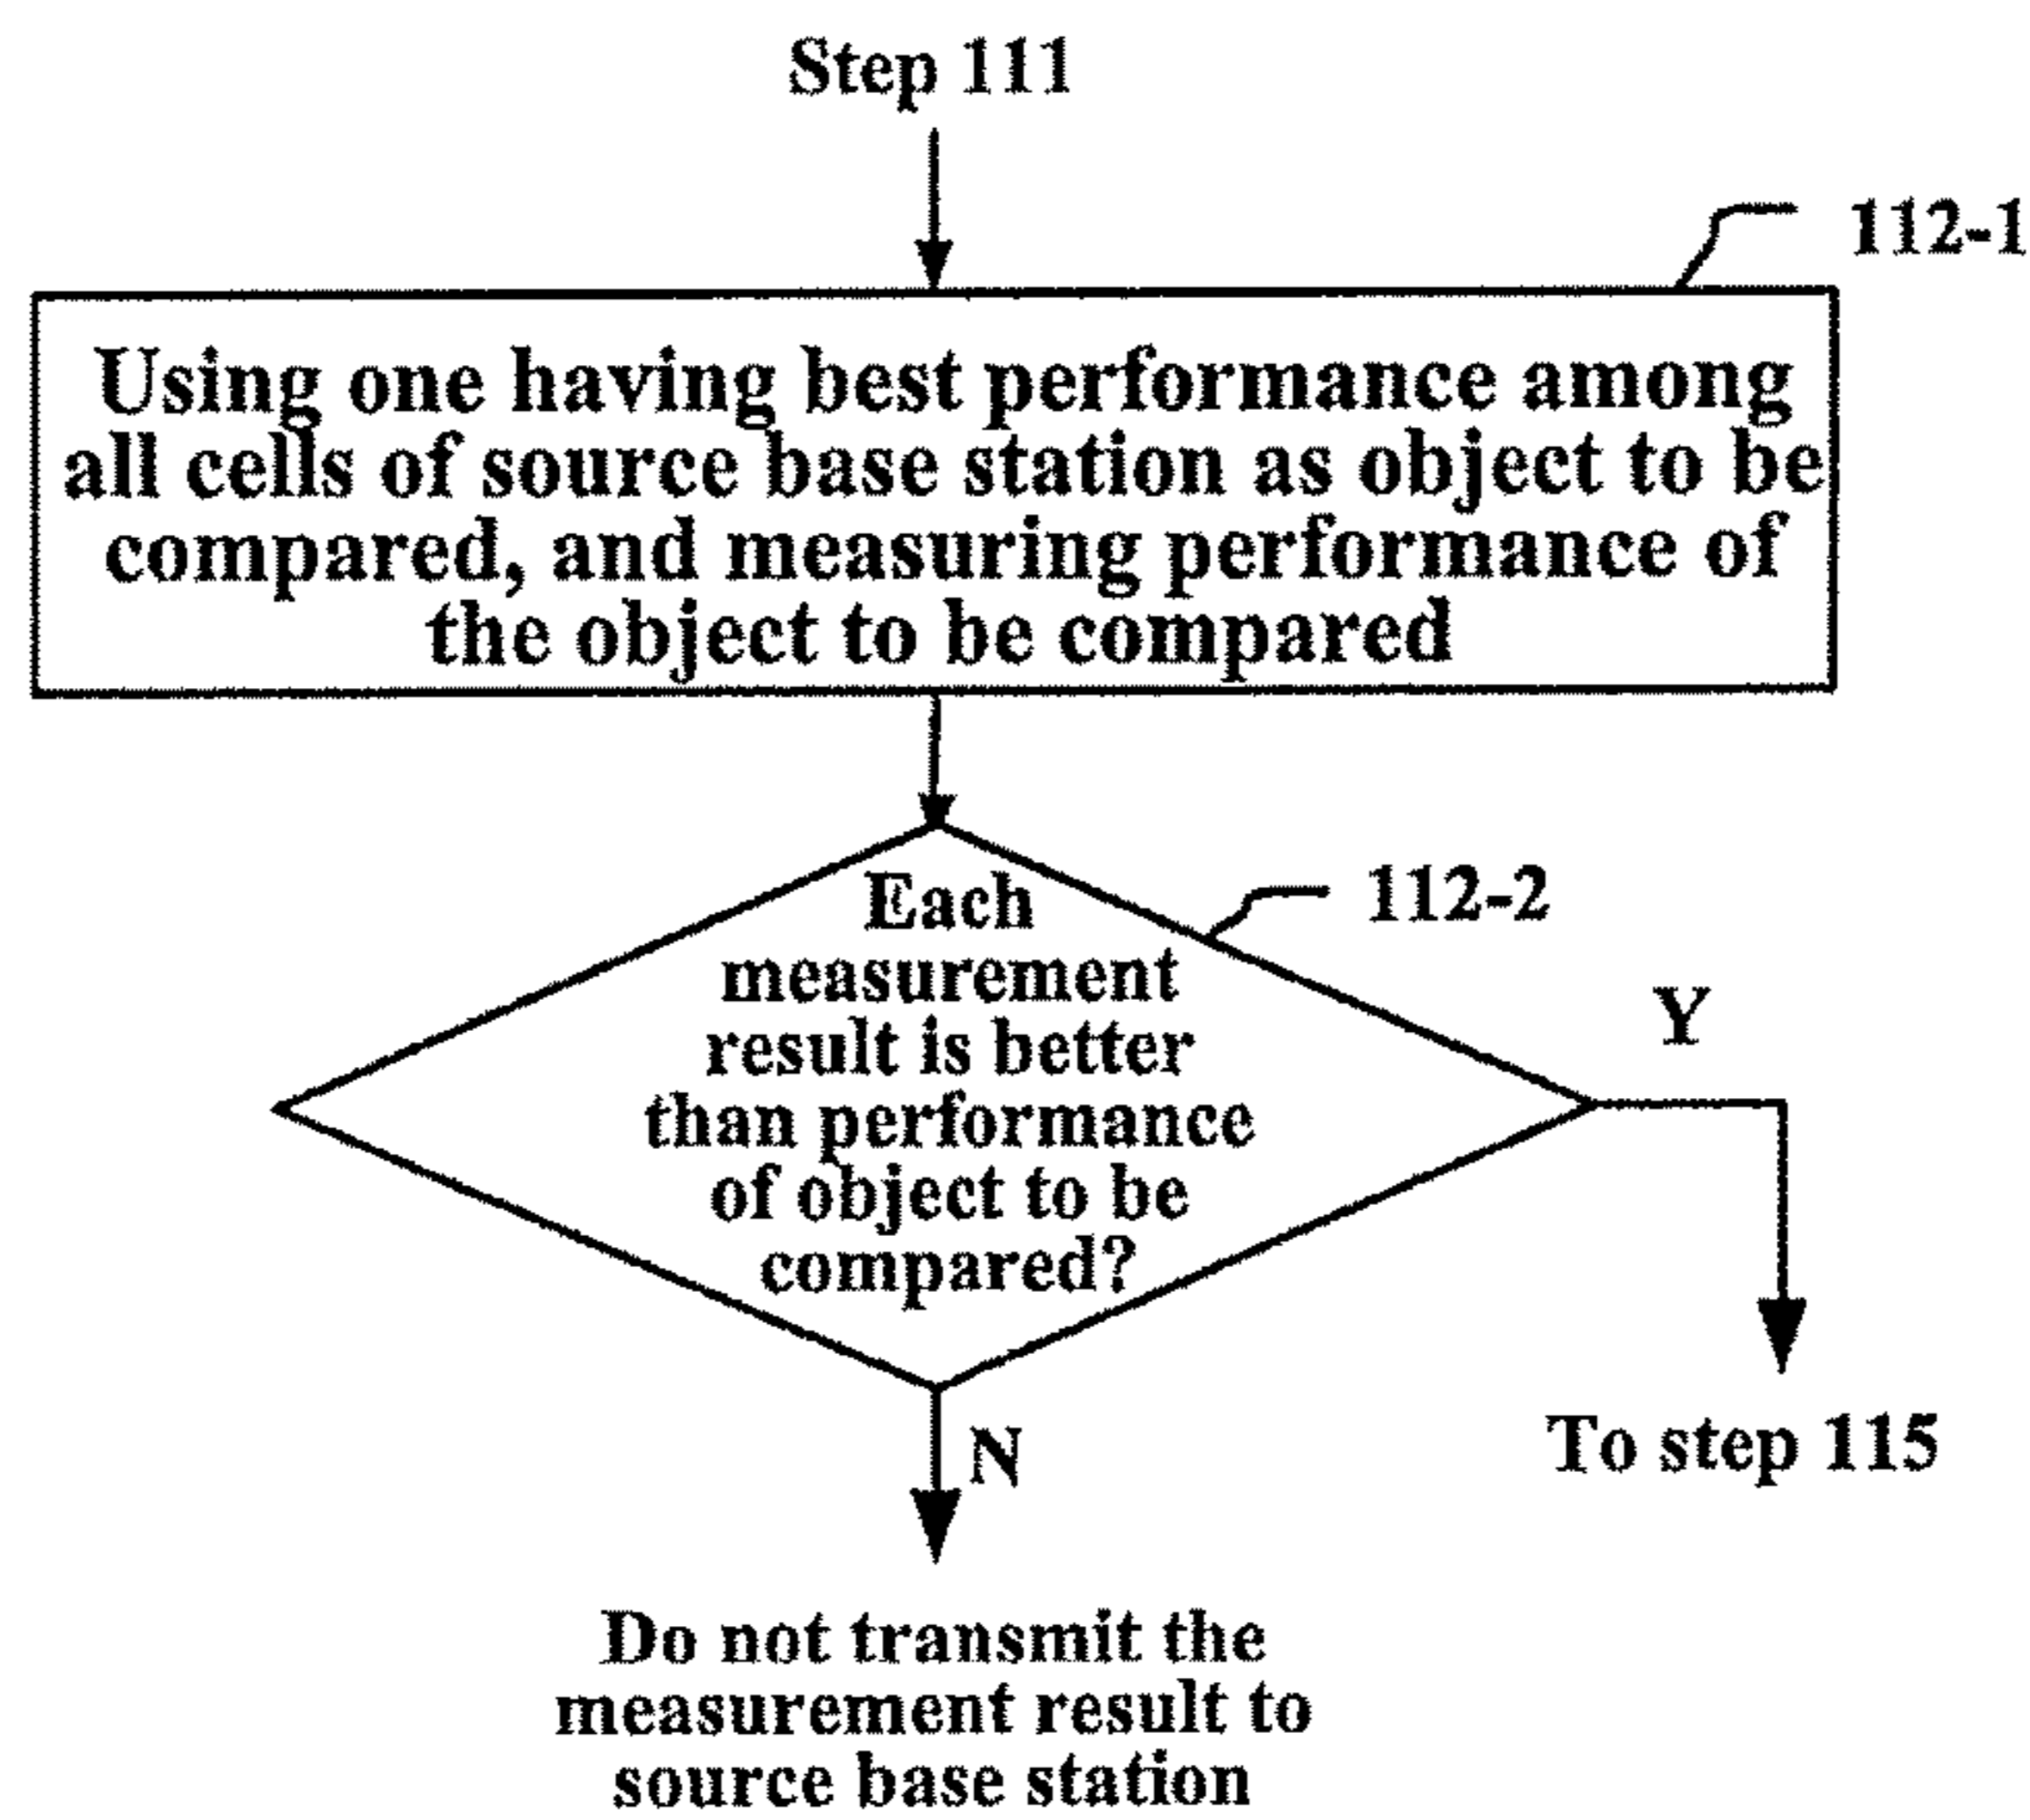 Step 111
112-1
Using one having best performance among
all cells of source base station as object to be
compared, and measuring performance of
the object to be compared
112-2
Each
measurement
result is better
than performance
of object to be
compared?
Y
To step 115
N
Do not transmit the
measurement result to
source base station